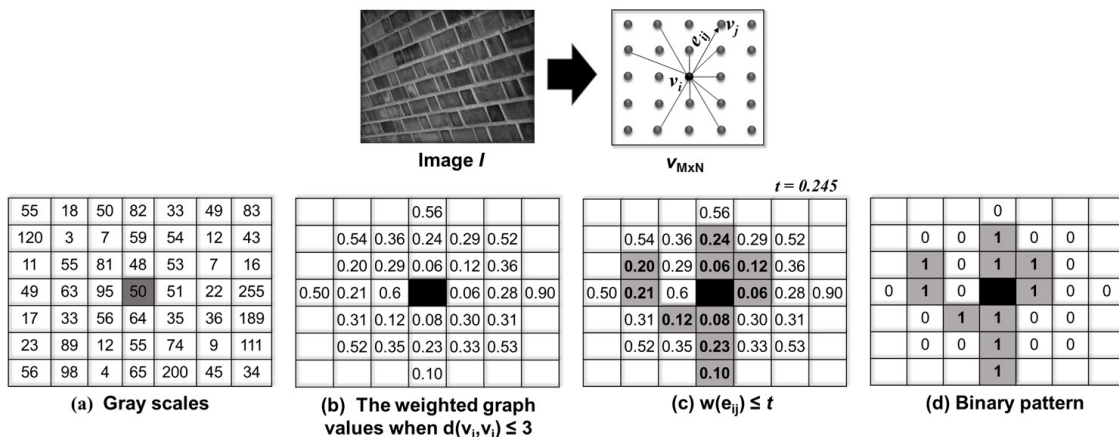 e_ij v_j
v_i
Image I
v_MxN
t = 0.245
55 18 50 82 33 49 83
120 3 7 59 54 12 43
11 55 81 48 53 7 16
49 63 95 50 51 22 255
17 33 56 64 35 36 189
23 89 12 55 74 9 111
56 98 4 65 200 45 34
(a) Gray scales
0.56
0.54 0.36 0.24 0.29 0.52
0.20 0.29 0.06 0.12 0.36
0.50 0.21 0.6 0.06 0.28 0.90
0.31 0.12 0.08 0.30 0.31
0.52 0.35 0.23 0.33 0.53
0.10
(b) The weighted graph
values when d(v_i,v_j) ≤ 3
0.56
0.54 0.36 0.24 0.29 0.52
0.20 0.29 0.06 0.12 0.36
0.50 0.21 0.6 0.06 0.28 0.90
0.31 0.12 0.08 0.30 0.31
0.52 0.35 0.23 0.33 0.53
0.10
(c) w(e_ij) ≤ t
0
0 0 1 0 0
1 0 1 1 0
0 1 0 1 0 0
0 1 1 0 0
0 0 1 0 0
1
(d) Binary pattern